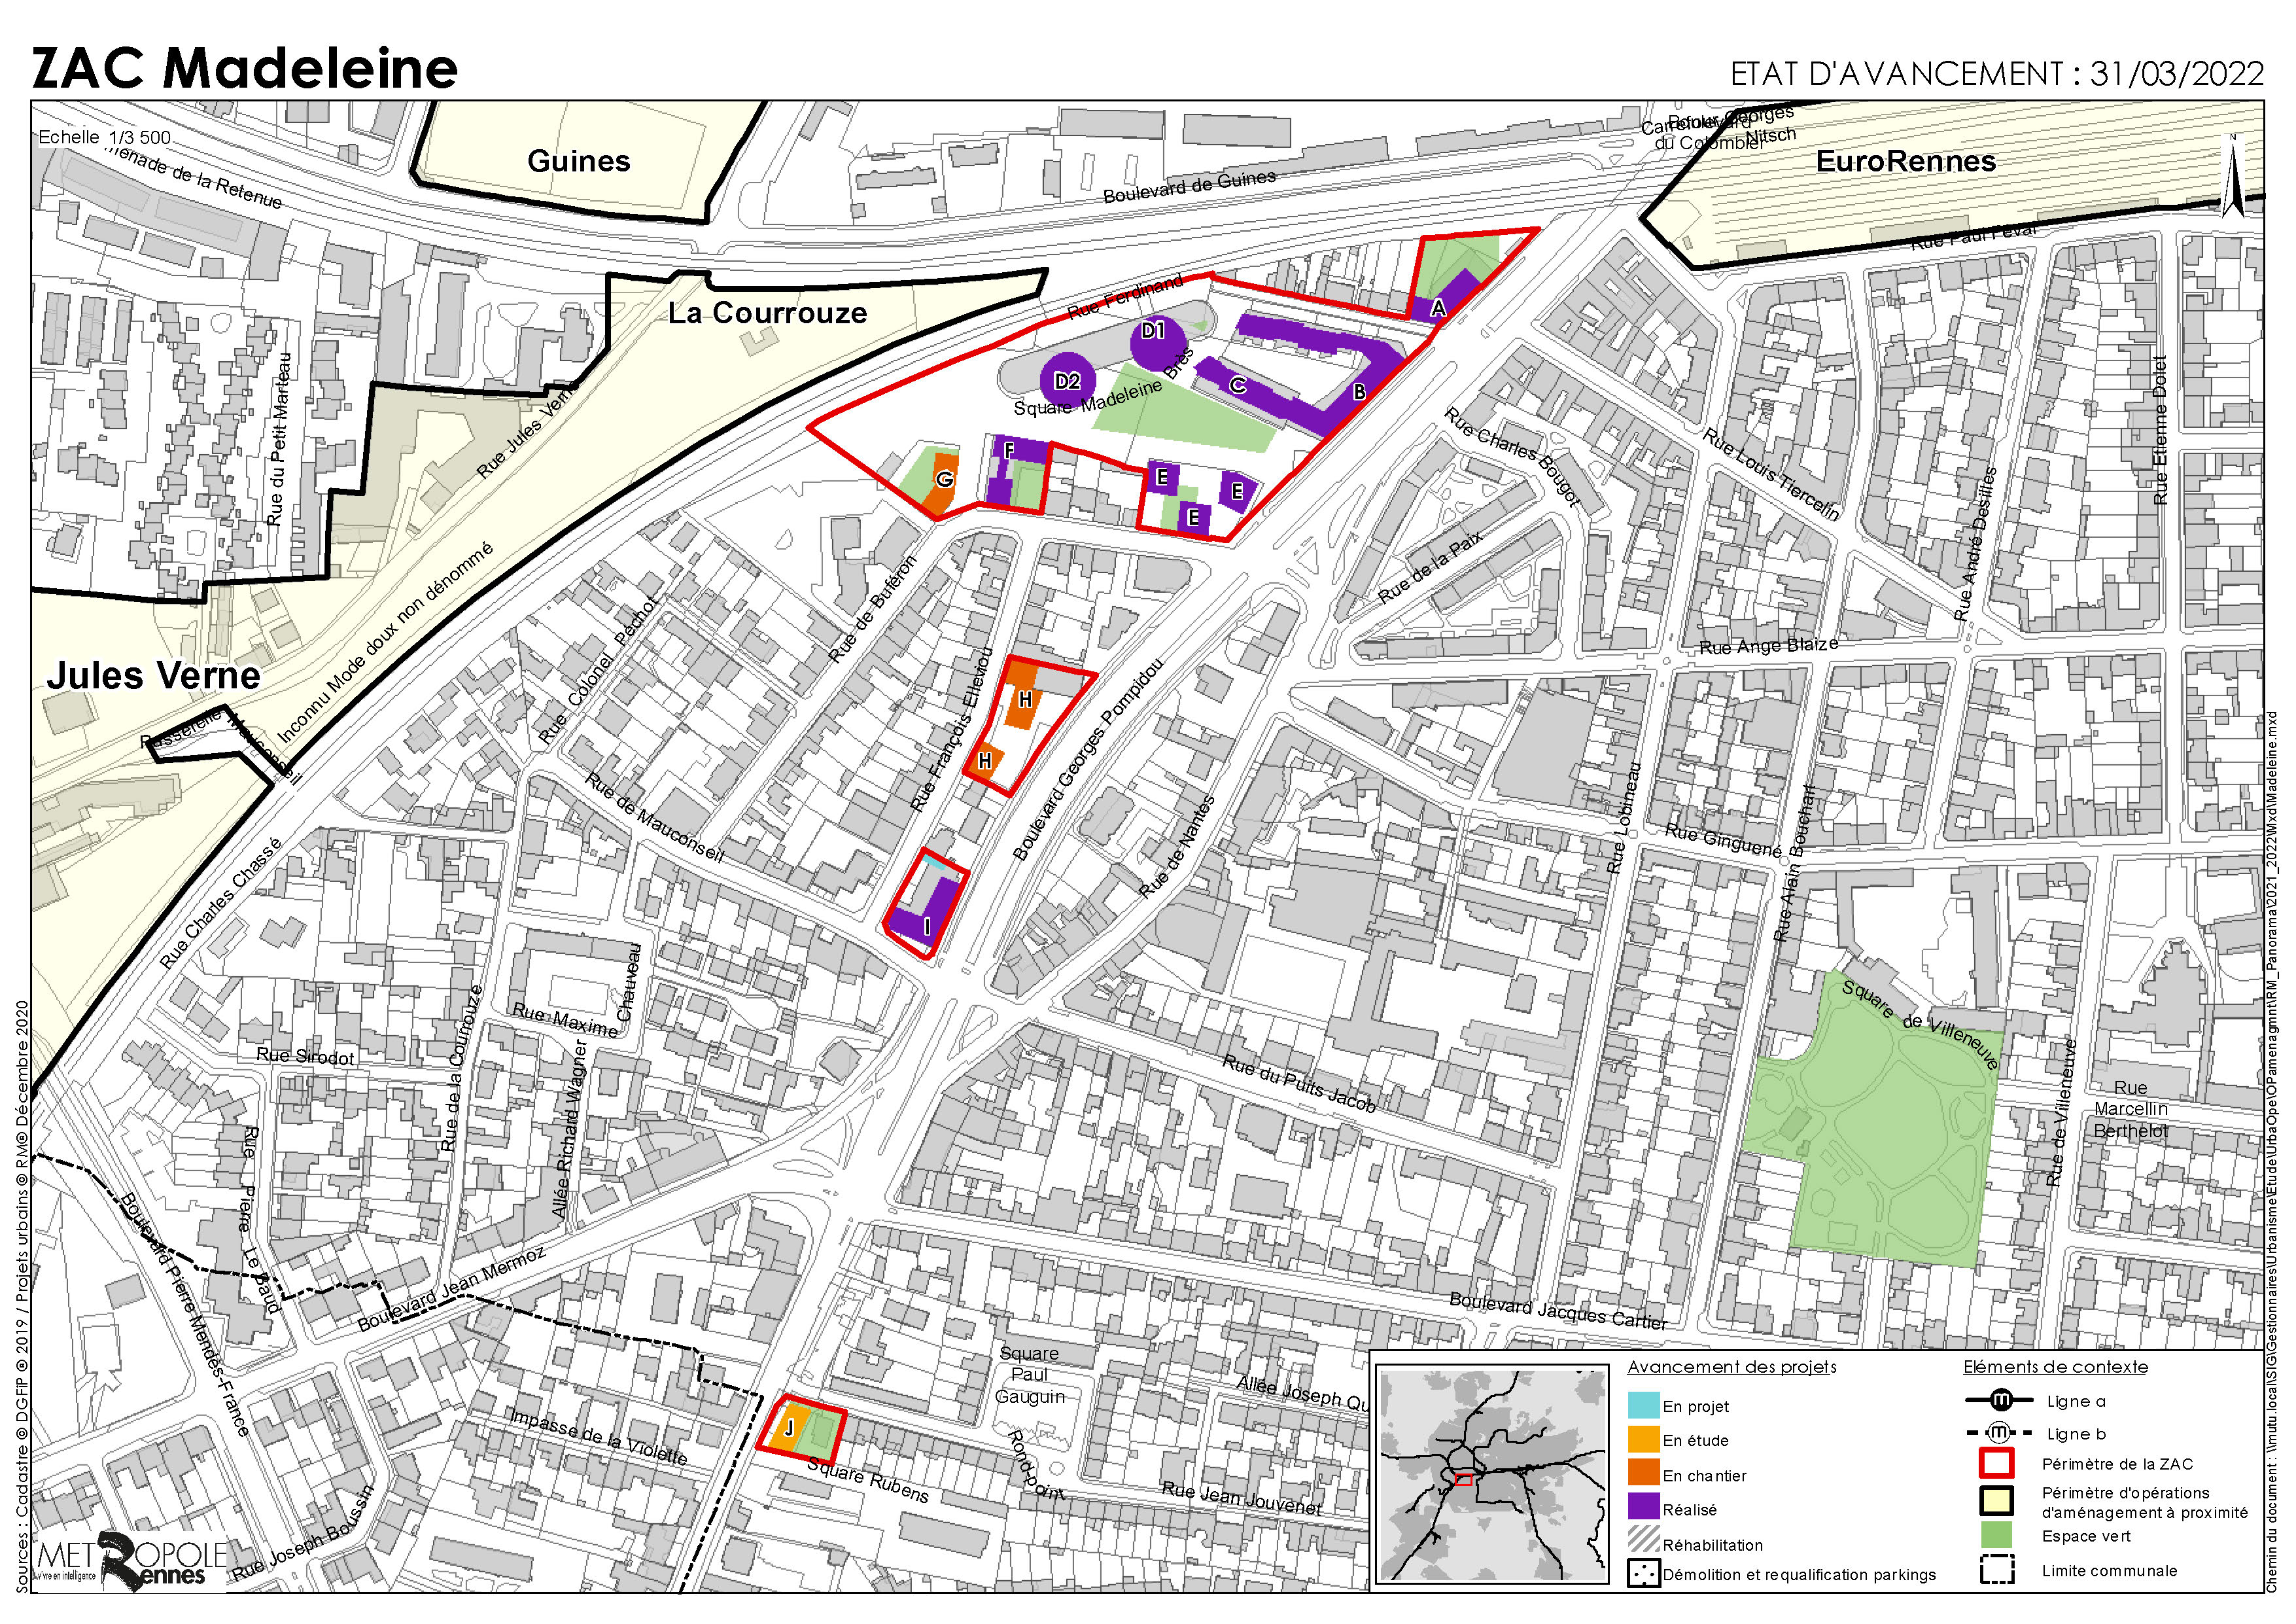 ZAC Madeleine
ETAT D'AVANCEMENT : 31/03/2022
Echelle 1/3 500
Guines
EuroRennes
La Courrouze
Jules Verne
de la Retenue
Boulevard de Guines
du Colombier
Nitsch
Rue Paul Féval
Rue Ferdinand
Square Madeleine Brès
A
B
C
D1
D2
E
E
E
F
G
H
H
I
J
Rue du Petit Marteau
Rue Jules Verne
Inconnu Mode doux non dénommé
Passerelle Mauconseil
Rue Charles Chassé
Rue Colonel Péchot
Rue de Buféron
Rue François Elleviou
Rue de Mauconseil
Boulevard Georges Pompidou
Rue de Nantes
Rue Charles Bougot
Rue de la Paix
Rue Louis Tiercelin
Rue André Desilles
Rue Etienne Dolet
Rue Ange Blaize
Rue Lobineau
Rue Ginguené
Rue Alain Bouchart
Square de Villeneuve
Rue de Villeneuve
Rue
Marcellin
Berthelot
Rue Maxime Chauveau
Rue Sirodot
Rue de la Courrouze
Allée Richard Wagner
Rue Pierre Le Baud
Boulevard Pierre Mendès-France
Boulevard Jean Mermoz
Rue du Puits Jacob
Boulevard Jacques Cartier
Impasse de la Violette
Square Rubens
Square
Paul
Gauguin
Rond-point
Allée Joseph Qu
Rue Jean Jouvenet
Rue Joseph Boussin
METROPOLE
Vivre en intelligence
Rennes
Avancement des projets
En projet
En étude
En chantier
Réalisé
Réhabilitation
Démolition et requalification parkings
Eléments de contexte
m Ligne a
m Ligne b
Périmètre de la ZAC
Périmètre d'opérations
d'aménagement à proximité
Espace vert
Limite communale
N
Sources : Cadastre © DGFIP © 2019 / Projets urbains © RM© Décembre 2020
Chemin du document : \\mutu.local\SIG\Gestionnaires\Urbanisme\Etude\UrbaOpe\OPamenagmnt\RM_Panorama\2021_2022\Mxd\Madeleine.mxd